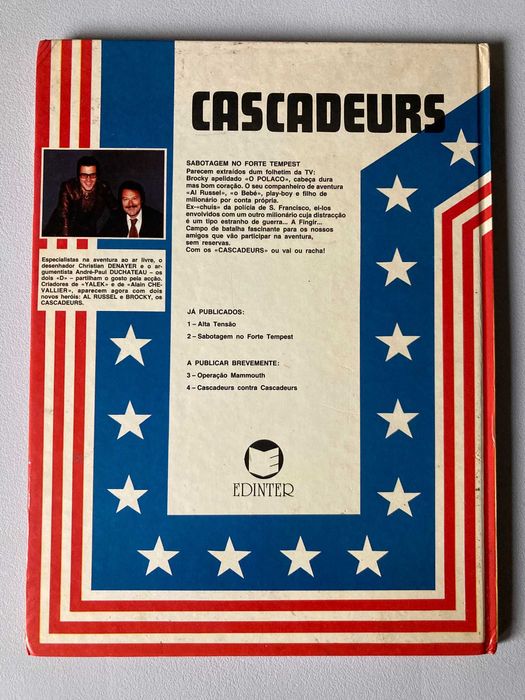 CASCADEURS
SABOTAGEM NO FORTE TEMPEST
Parecem extraídos dum folhetim da TV:
Brocky apelidado «O POLACO», cabeça dura
mas bom coração. O seu companheiro de aventura
«Al Russel», «o Bebé», play-boy e filho de
milionário por conta própria.
Ex-«chuis» da polícia de S. Francisco, ei-los
envolvidos com um outro milionário cuja distracção
é um tipo estranho de guerra... A Fingir...
Campo de batalha fascinante para os nossos
amigos que vão participar na aventura,
sem reservas.
Com os «CASCADEURS» ou vai ou racha!
Especialistas na aventura ao ar livre, o
desenhador Christian DENAYER e o ar-
gumentista André-Paul DUCHATEAU – os
dois «D» – partilham o gosto pela acção.
Criadores de «YALEK» e de «Alain CHE-
VALLIER», aparecem agora com dois
novos heróis: AL RUSSEL e BROCKY, os
CASCADEURS.
JÁ PUBLICADOS:
1 – Alta Tensão
2 – Sabotagem no Forte Tempest
A PUBLICAR BREVEMENTE:
3 – Operação Mammouth
4 – Cascadeurs contra Cascadeurs
EDINTER